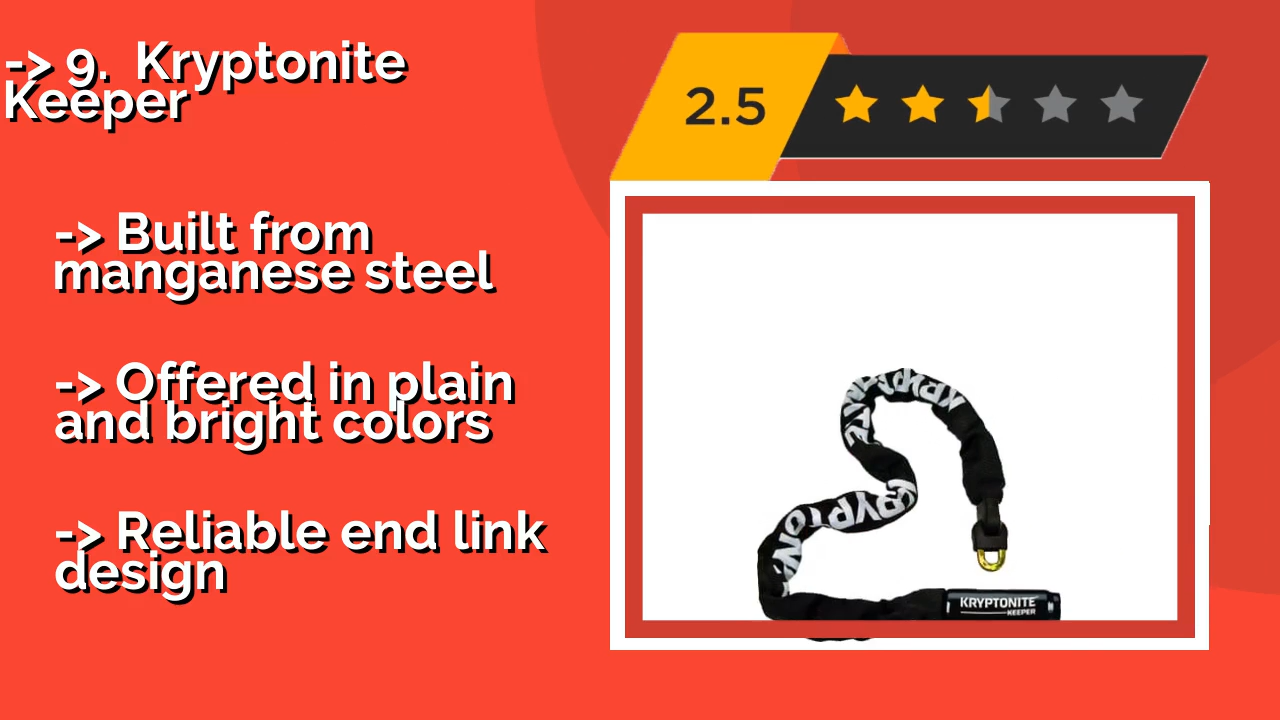 -> 9. Kryptonite
Keeper
2.5
-> Built from
manganese steel
-> Offered in plain
and bright colors
-> Reliable end link
design
KRYPTONITE
KEEPER